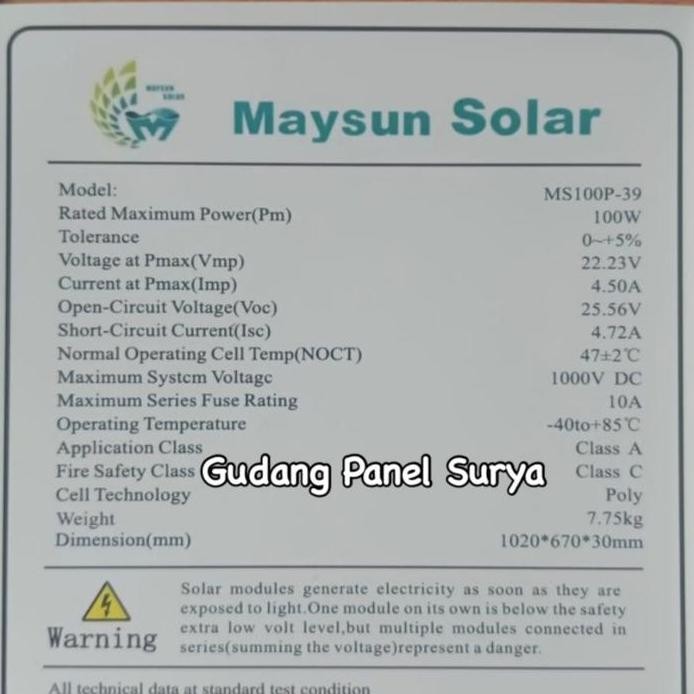 MAYSUN
SOLAR
Maysun Solar
Model: MS100P-39
Rated Maximum Power(Pm) 100W
Tolerance 0~+5%
Voltage at Pmax(Vmp) 22.23V
Current at Pmax(Imp) 4.50A
Open-Circuit Voltage(Voc) 25.56V
Short-Circuit Current(Isc) 4.72A
Normal Operating Cell Temp(NOCT) 47±2℃
Maximum System Voltage 1000V DC
Maximum Series Fuse Rating 10A
Operating Temperature -40to+85℃
Application Class Class A
Fire Safety Class Class C
Gudang Panel Surya
Cell Technology Poly
Weight 7.75kg
Dimension(mm) 1020*670*30mm
Warning
Solar modules generate electricity as soon as they are
exposed to light.One module on its own is below the safety
extra low volt level,but multiple modules connected in
series(summing the voltage)represent a danger.
All technical data at standard test condition